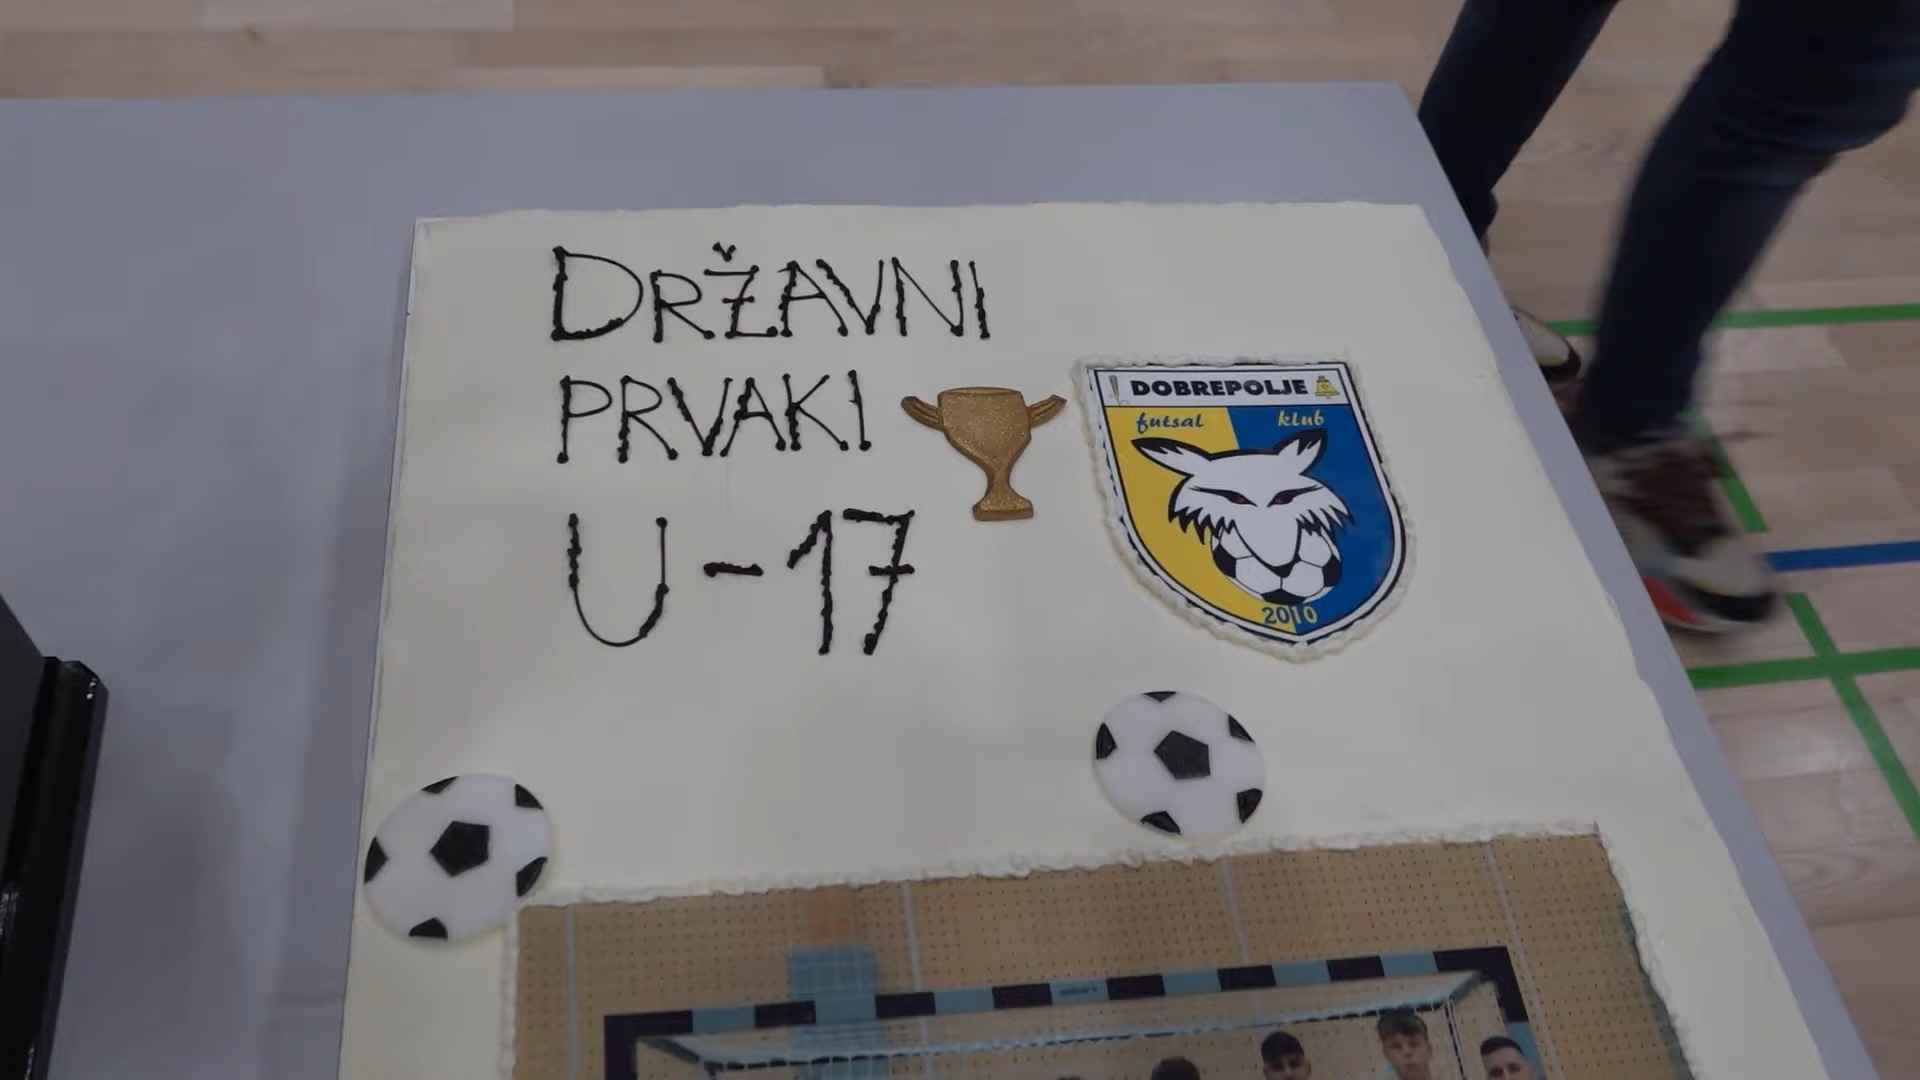 DRŽAVNI
PRVAKI
U-17
DOBREPOLJE
futsal klub
2010